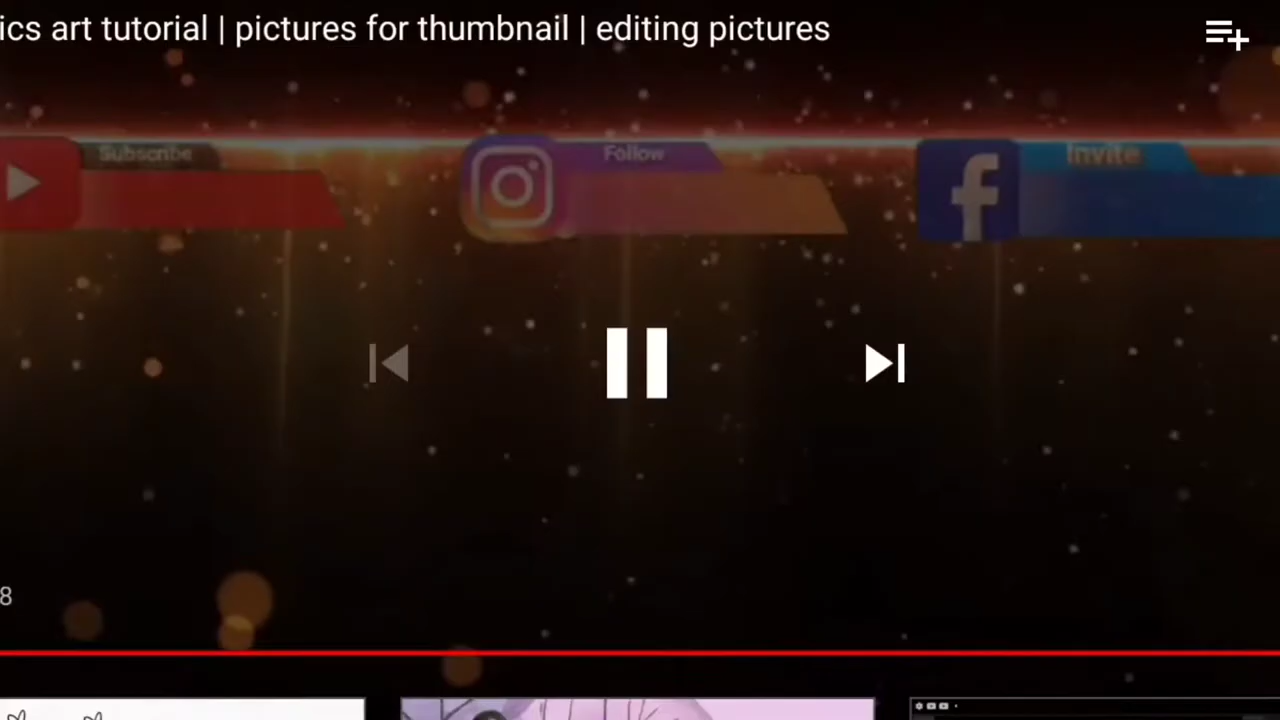 ics art tutorial | pictures for thumbnail | editing pictures
Subscribe
Follow
Invite
8